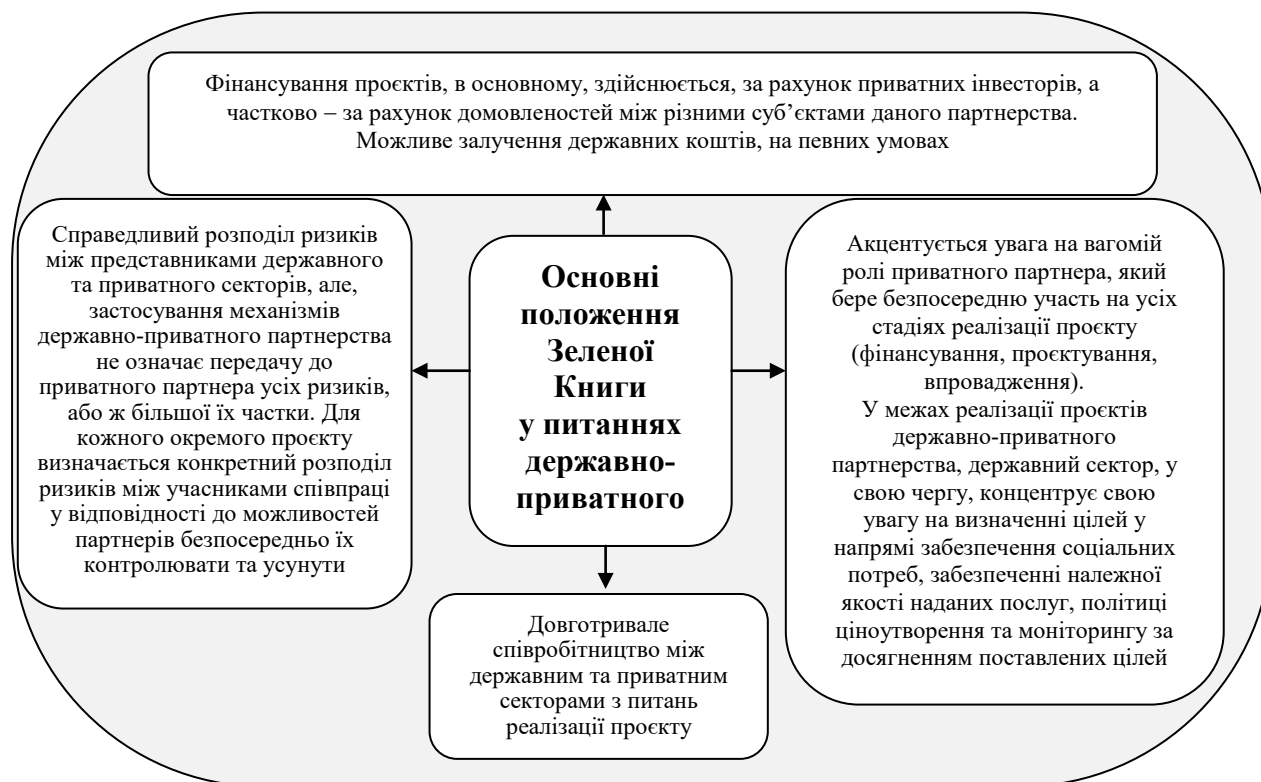 Фінансування проєктів, в основному, здійснюється, за рахунок приватних інвесторів, а
частково – за рахунок домовленостей між різними суб’єктами даного партнерства.
Можливе залучення державних коштів, на певних умовах
Справедливий розподіл ризиків
між представниками державного
та приватного секторів, але,
застосування механізмів
державно-приватного партнерства
не означає передачу до
приватного партнера усіх ризиків,
або ж більшої їх частки. Для
кожного окремого проєкту
визначається конкретний розподіл
ризиків між учасниками співпраці
у відповідності до можливостей
партнерів безпосередньо їх
контролювати та усунути
Основні
положення
Зеленої
Книги
у питаннях
державно-
приватного
Акцентується увага на вагомій
ролі приватного партнера, який
бере безпосередню участь на усіх
стадіях реалізації проєкту
(фінансування, проєктування,
впровадження).
У межах реалізації проєктів
державно-приватного
партнерства, державний сектор, у
свою чергу, концентрує свою
увагу на визначенні цілей у
напрямі забезпечення соціальних
потреб, забезпеченні належної
якості наданих послуг, політиці
ціноутворення та моніторингу за
досягненням поставлених цілей
Довготривале
співробітництво між
державним та приватним
секторами з питань
реалізації проєкту